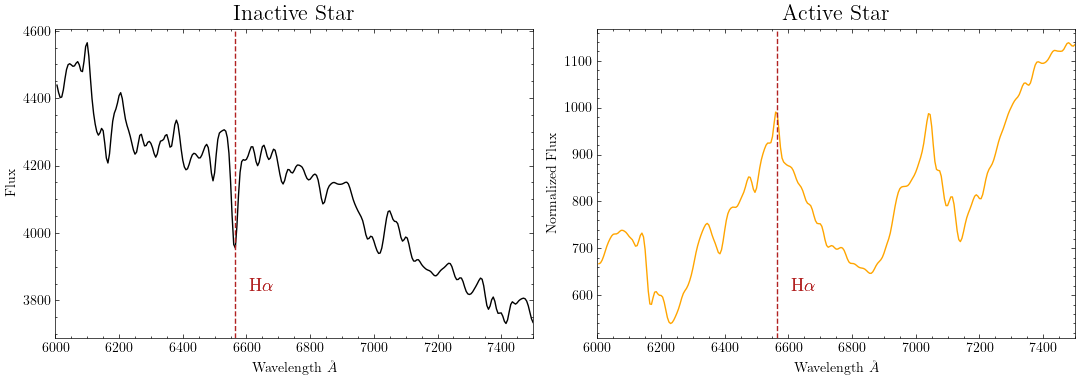 Inactive Star
4600
4400
4200
4000
3800
Flux
Hα
6000 6200 6400 6600 6800 7000 7200 7400
Wavelength Å
Active Star
1100
1000
900
800
700
600
Normalized Flux
Hα
6000 6200 6400 6600 6800 7000 7200 7400
Wavelength Å